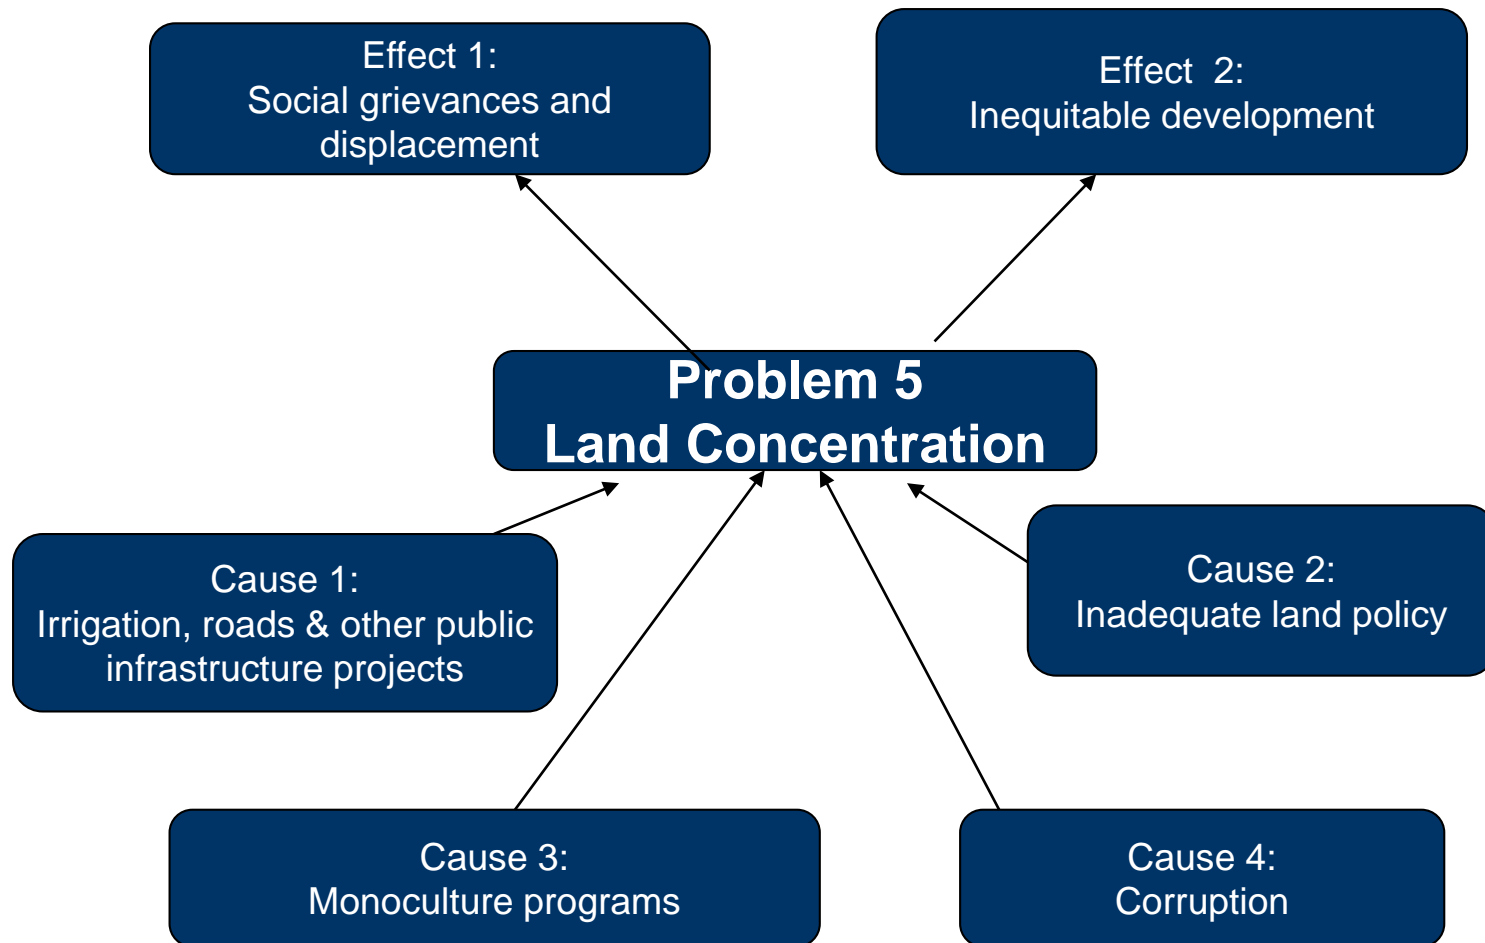 Effect 1:
Social grievances and
displacement
Effect  2:
Inequitable development
Problem 5
Land Concentration
Cause 1:
Irrigation, roads & other public
infrastructure projects
Cause 2:
Inadequate land policy
Cause 3:
Monoculture programs
Cause 4:
Corruption